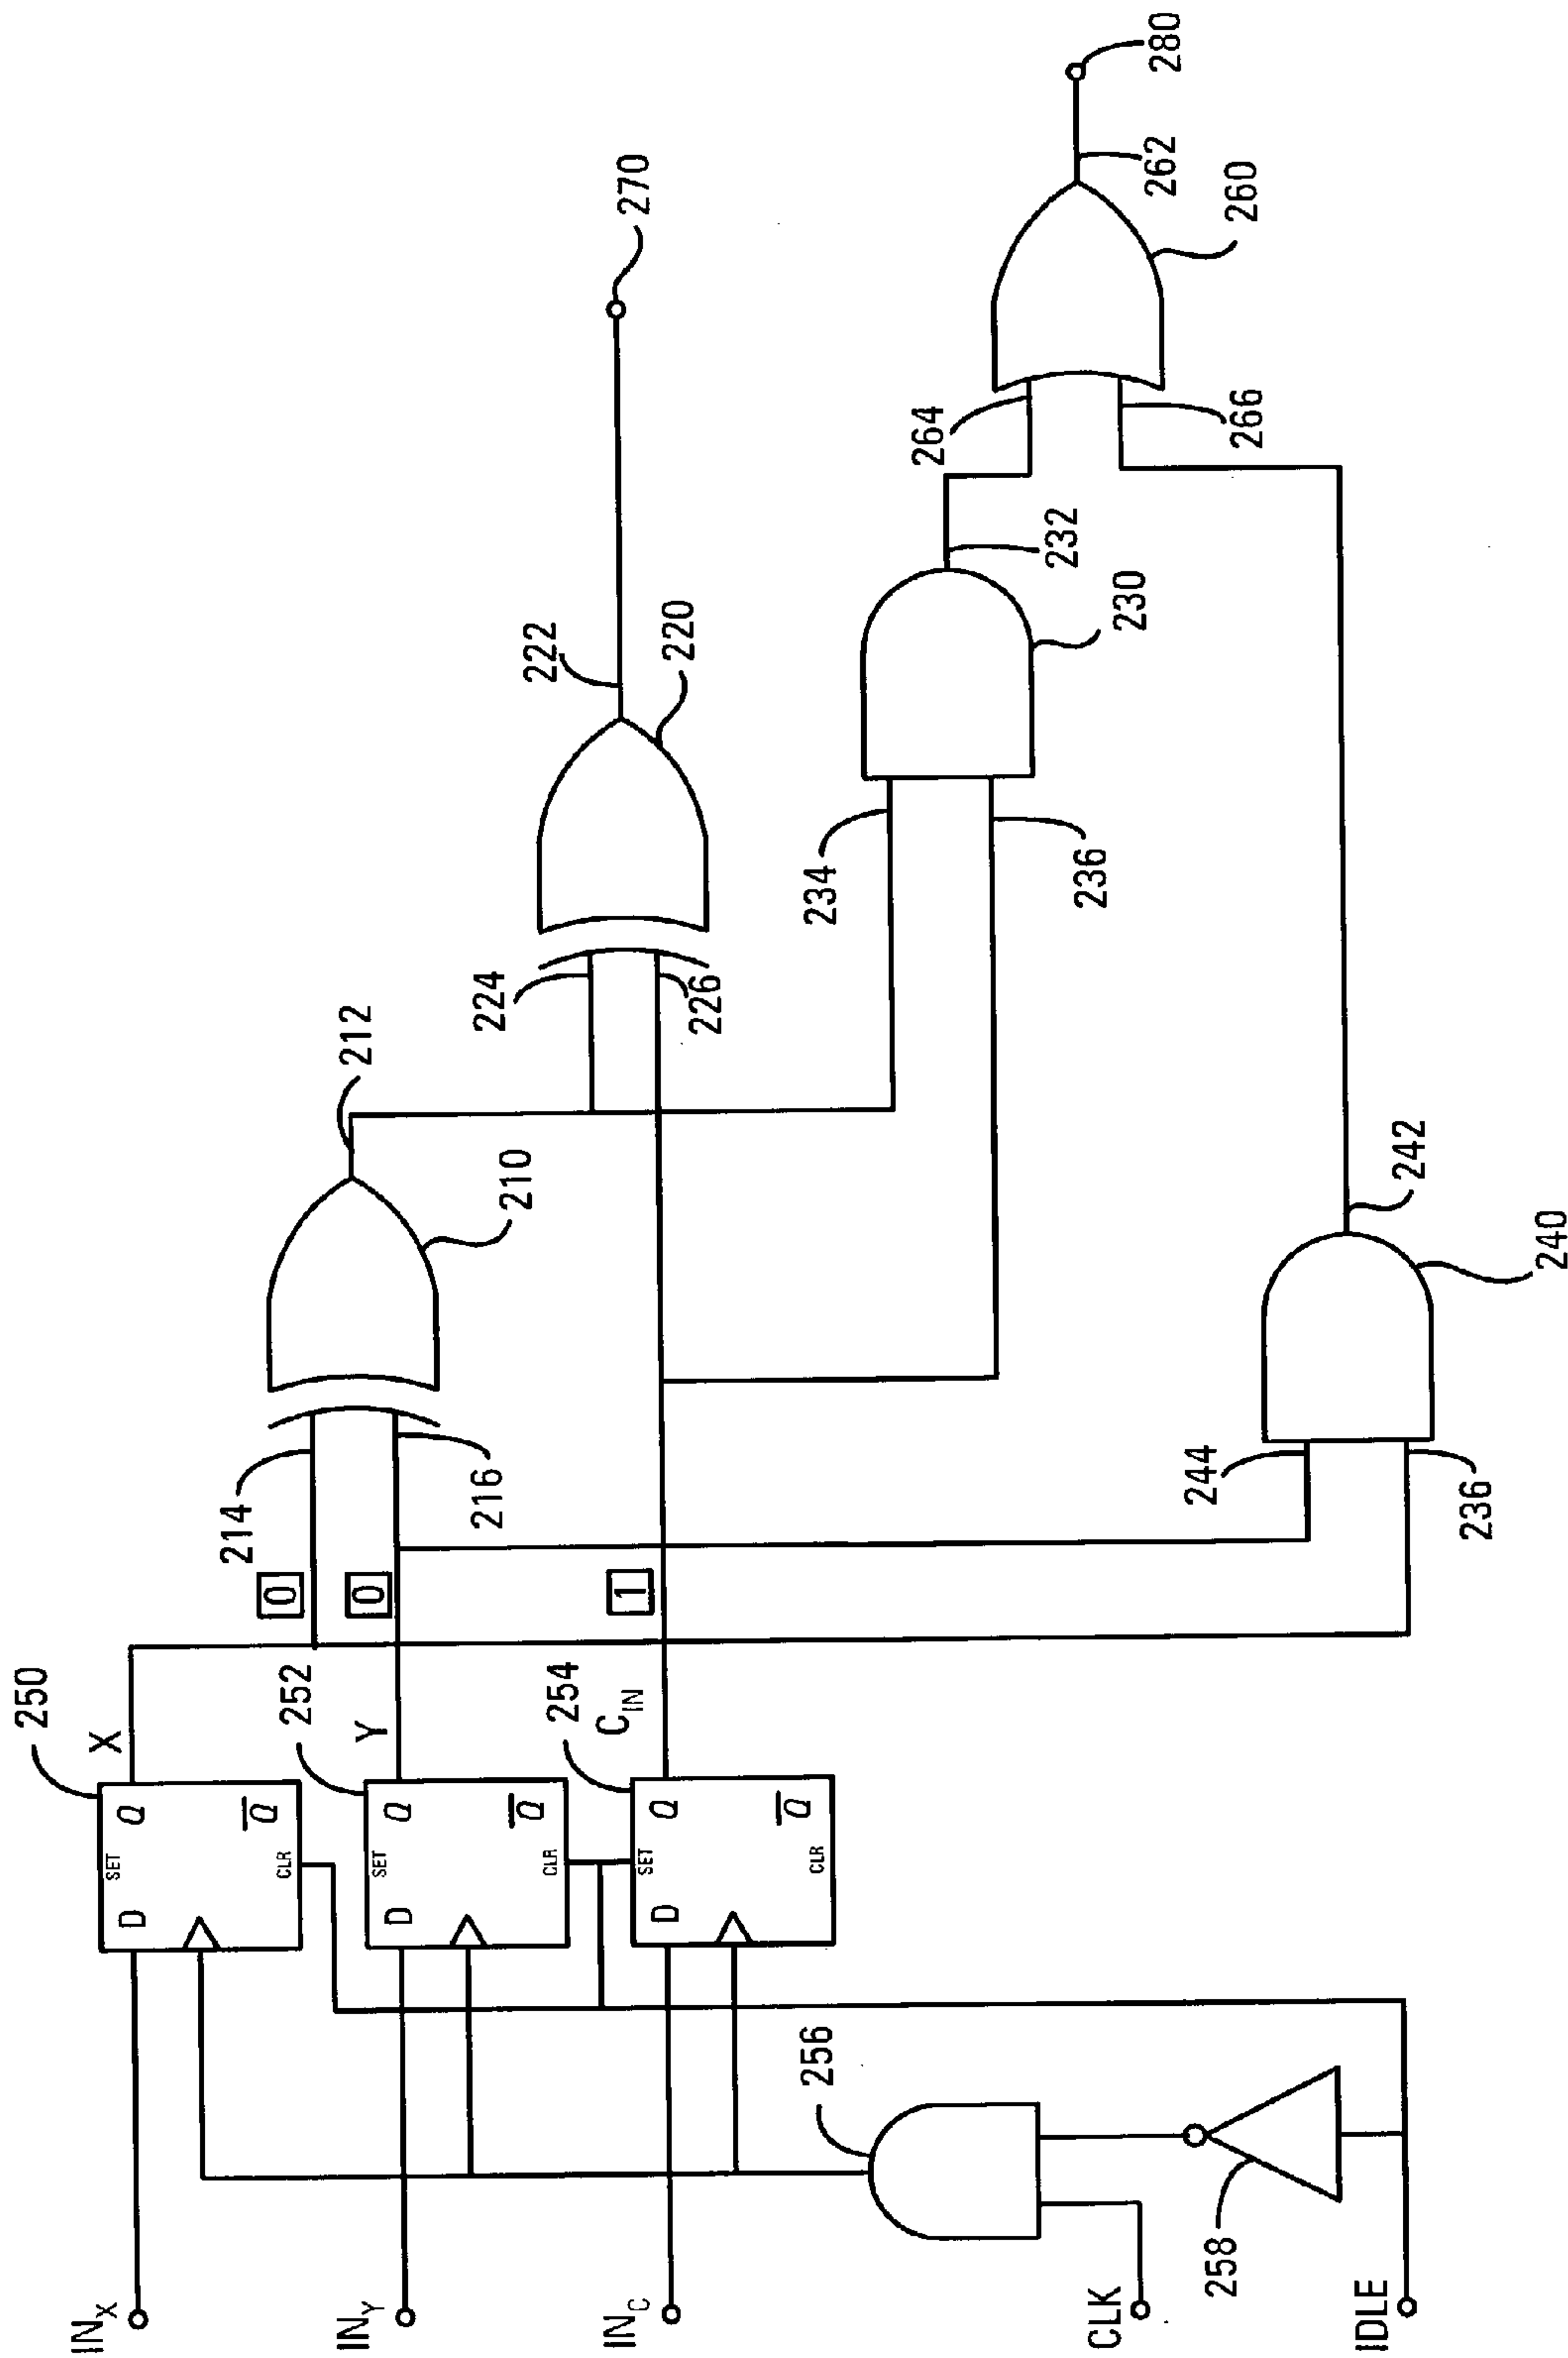 IN_X
IN_Y
IN_C
CLK
IDLE
258
256
250
D
SET
Q
Q̅
CLR
X
252
D
SET
Q
Q̅
CLR
Y
254
D
SET
Q
Q̅
CLR
C_IN
0
0
1
214
216
210
212
244
236
240
242
224
226
220
222
270
234
236
230
232
264
266
260
262
280